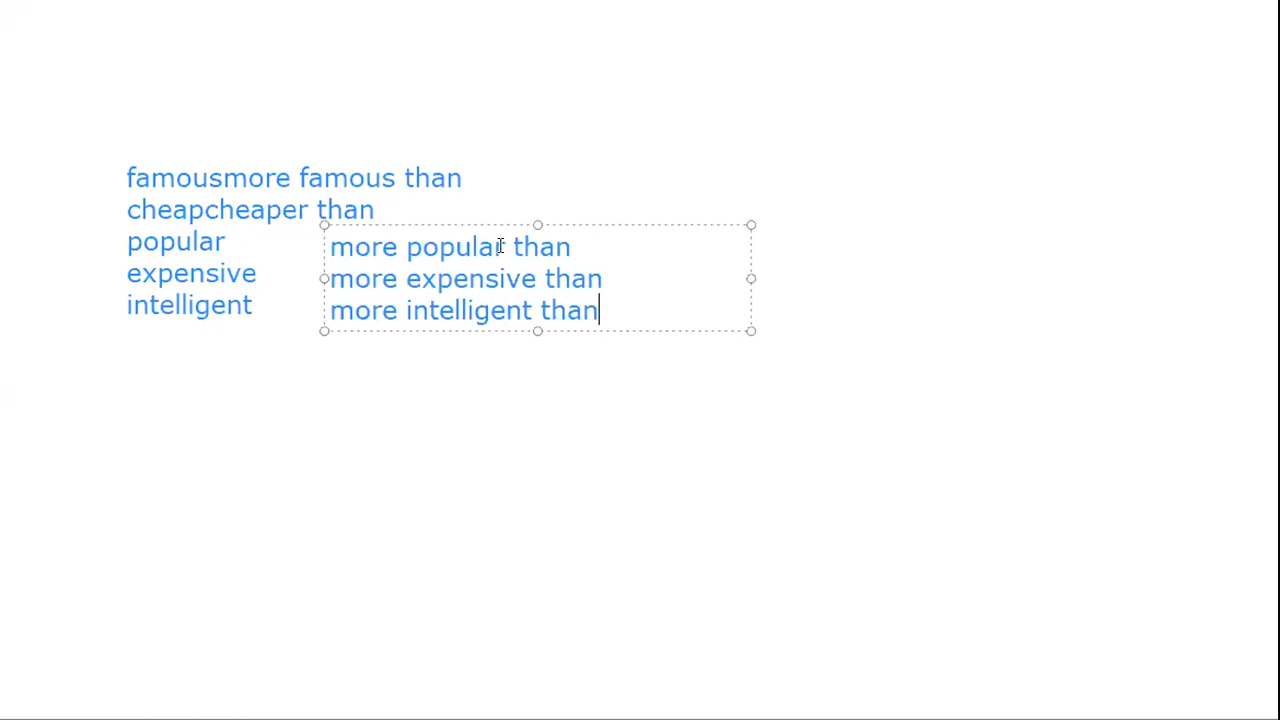 famousmore famous than
cheapcheaper than
popular
expensive
intelligent
more popular than
more expensive than
more intelligent than